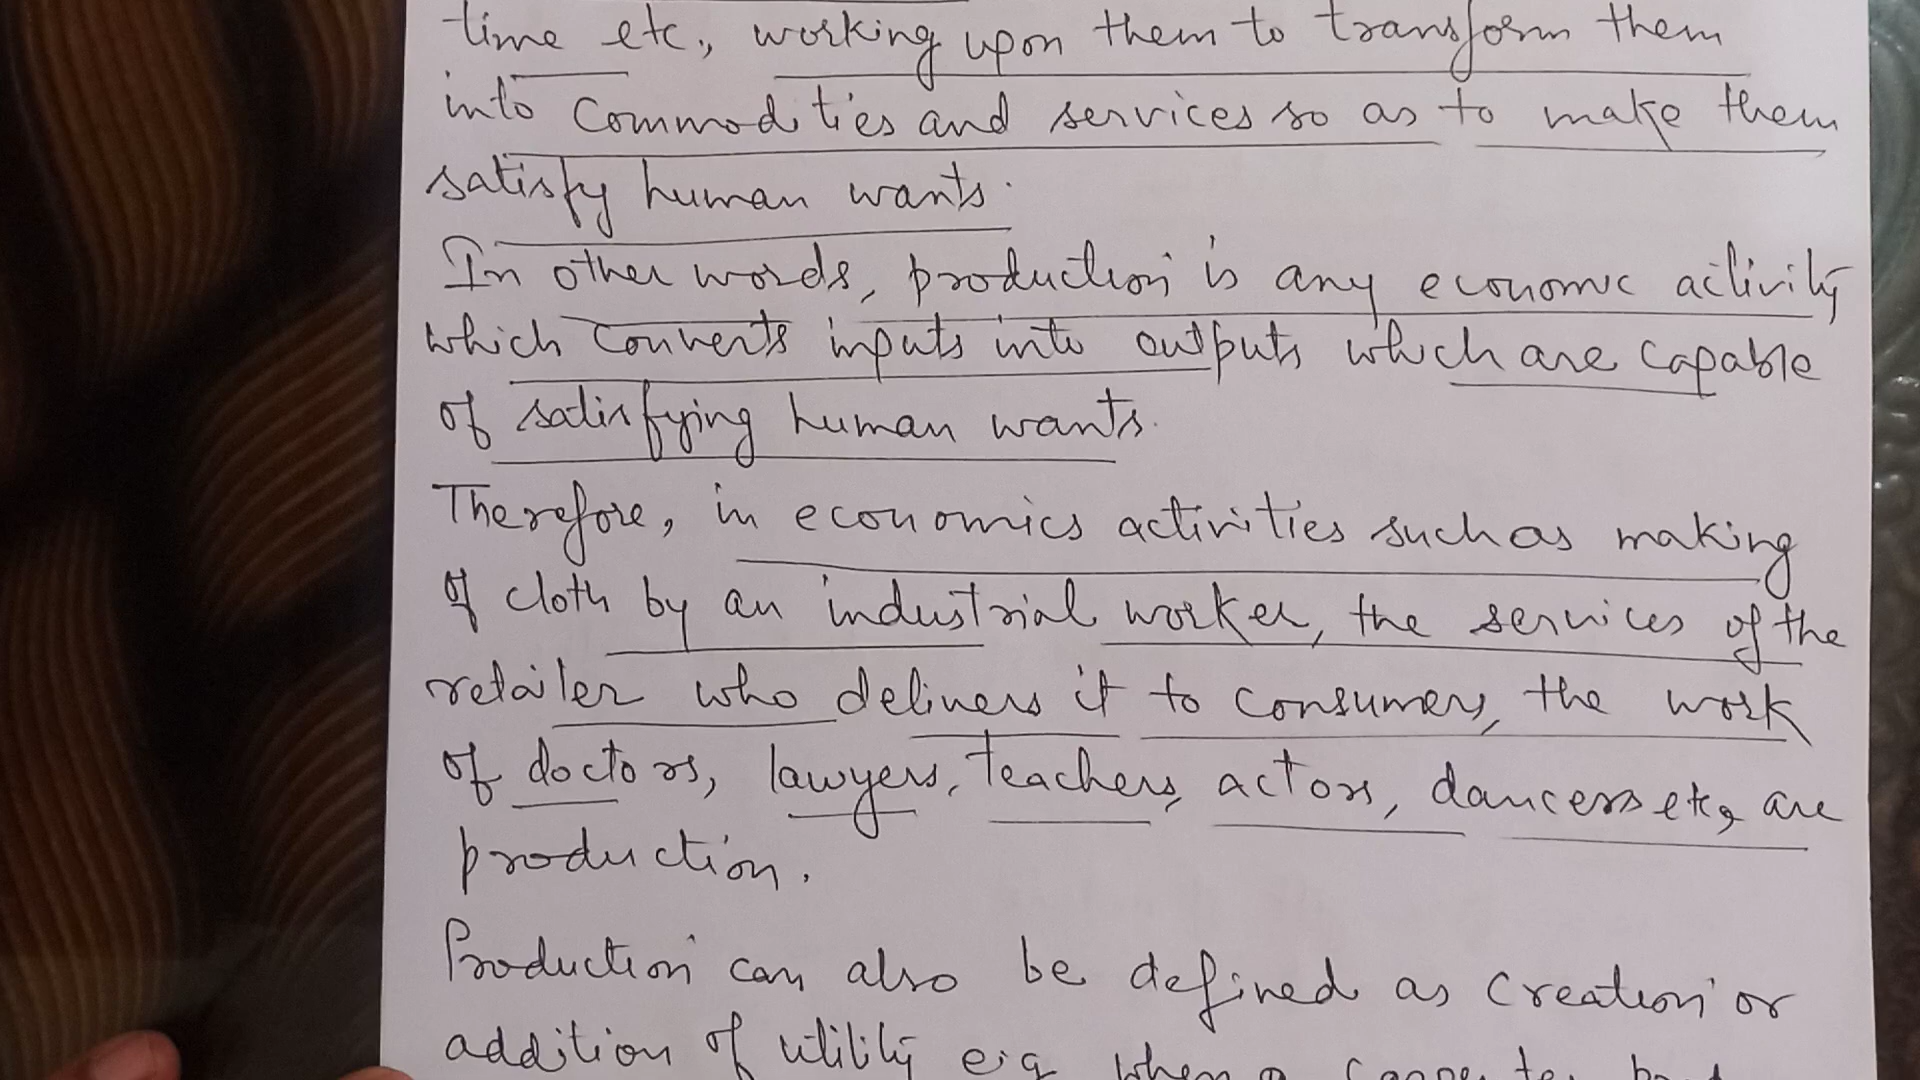 time etc., working upon them to transform them
into Commodities and services so as to make them
satisfy human wants.
In other words, production is any economic activity
which converts inputs into outputs which are capable
of satisfying human wants.
Therefore, in economics activities such as making
of cloth by an industrial worker, the services of the
retailer who delivers it to consumers, the work
of doctors, lawyers, teachers, actors, dancers etc, are
production.
Production can also be defined as creation or
addition of utility e.g when a